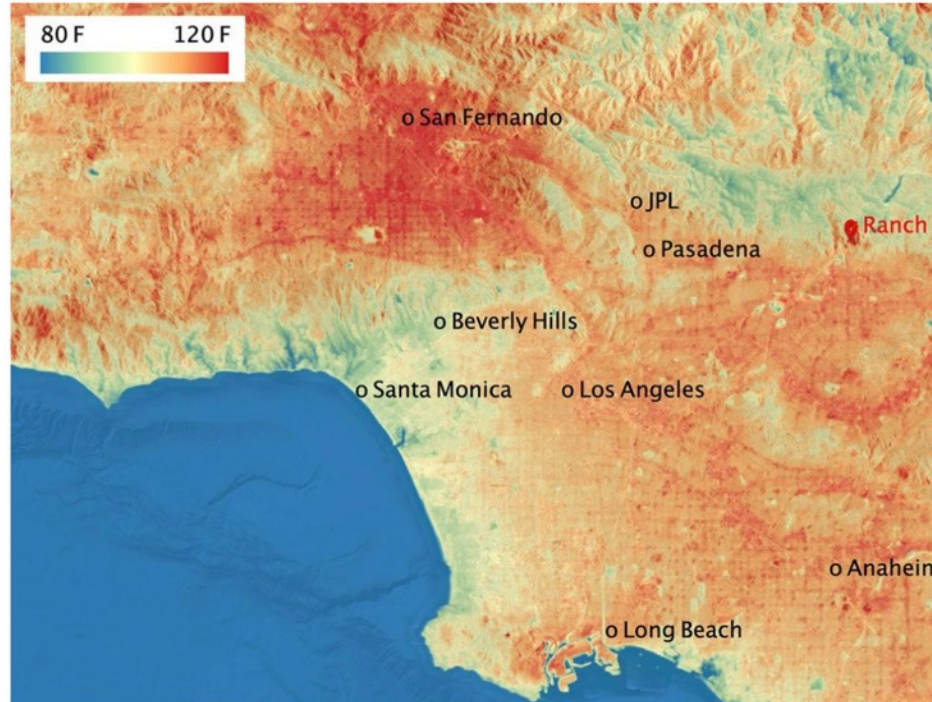 80 F 120 F
San Fernando
JPL
Ranch
Pasadena
Beverly Hills
Santa Monica
Los Angeles
Anahein
Long Beach